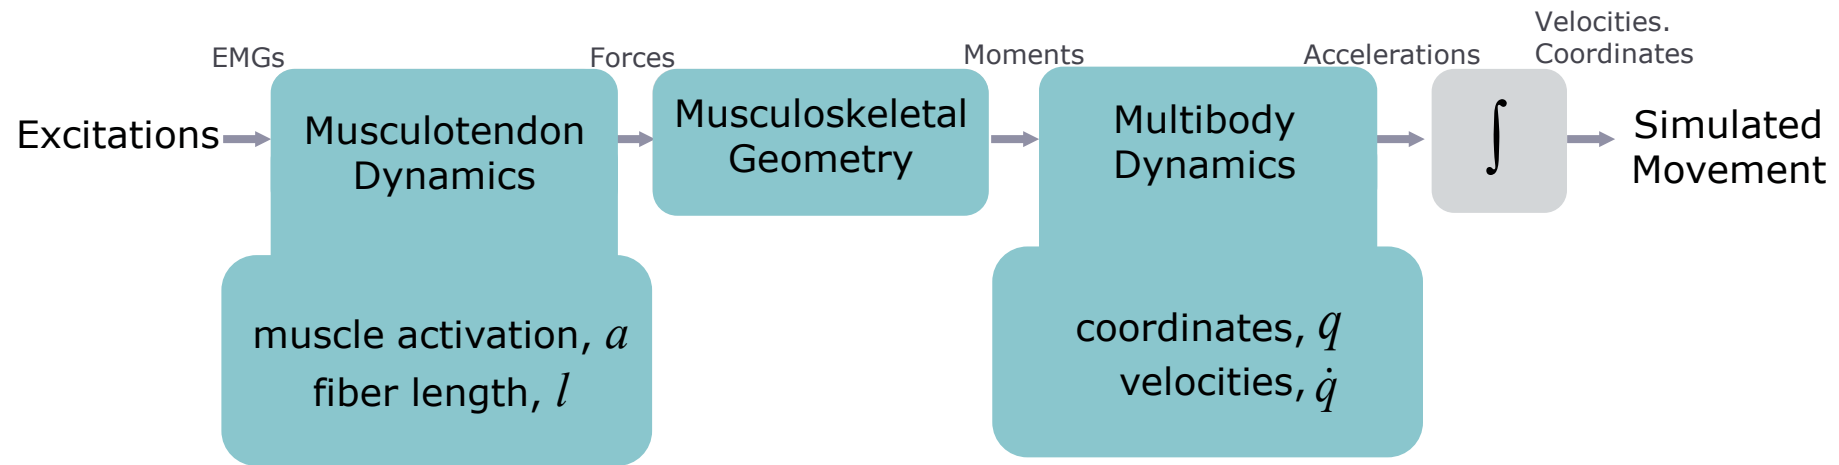 EMGs
Forces
Moments
Accelerations
Velocities.
Coordinates
Excitations
Musculotendon
Dynamics
Musculoskeletal
Geometry
Multibody
Dynamics
∫
Simulated
Movement
muscle activation, a
fiber length, l
coordinates, q
velocities, q̇